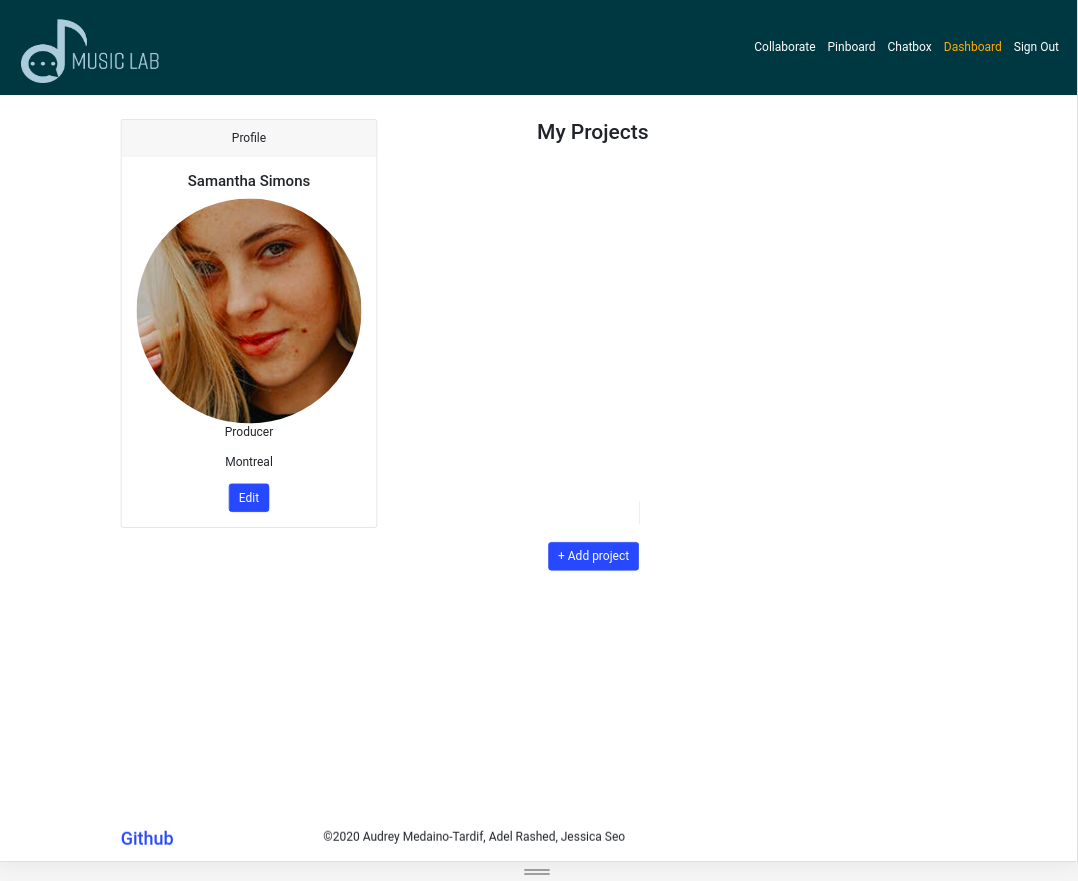 MUSIC LAB
Collaborate Pinboard Chatbox Dashboard Sign Out
Profile
Samantha Simons
Producer
Montreal
Edit
My Projects
+ Add project
Github
©2020 Audrey Medaino-Tardif, Adel Rashed, Jessica Seo